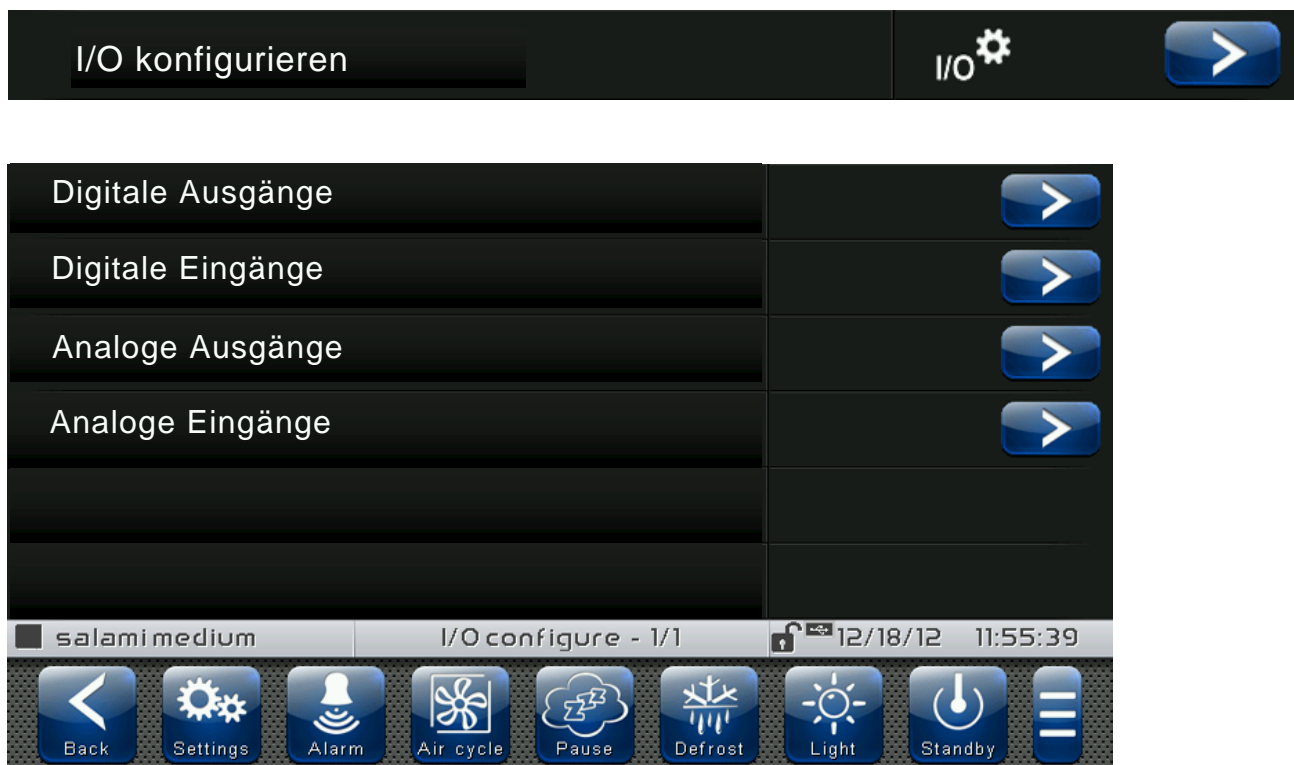 I/O konfigurieren I/O >
Digitale Ausgänge >
Digitale Eingänge >
Analoge Ausgänge >
Analoge Eingänge >
salami medium I/O configure - 1/1 12/18/12 11:55:39
zzz
Back Settings Alarm Air cycle Pause Defrost Light Standby